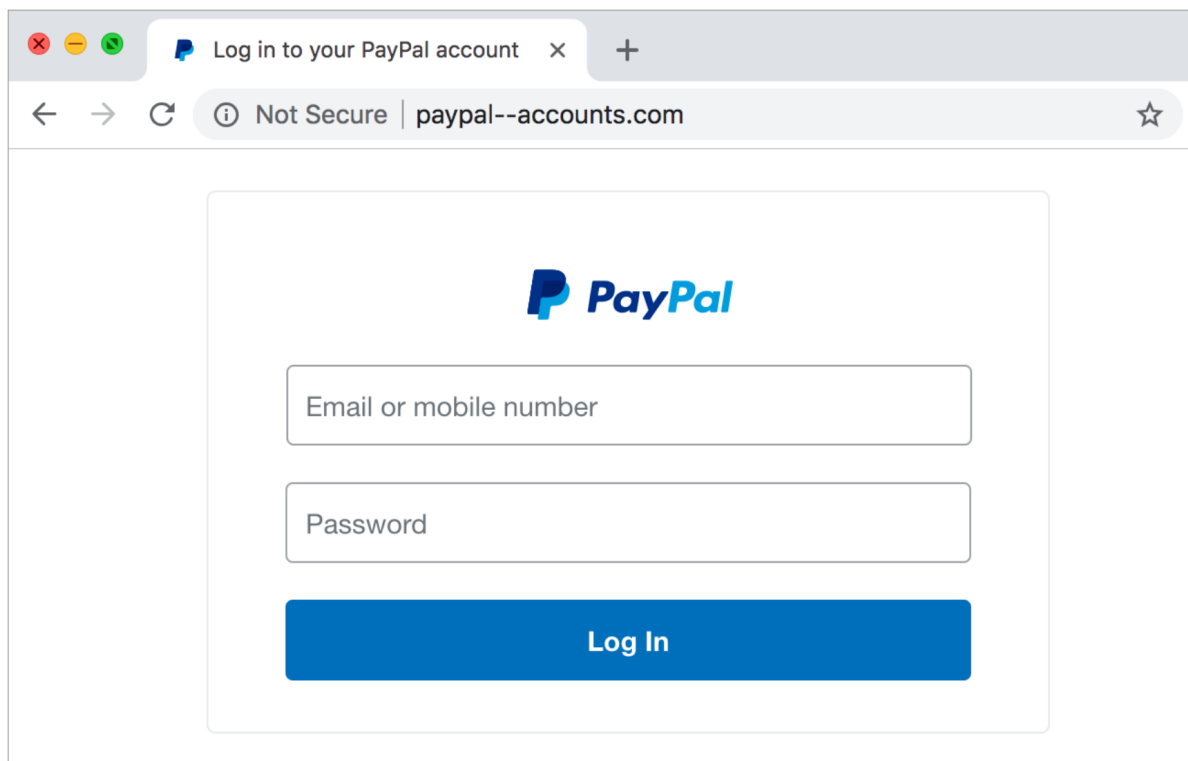 Log in to your PayPal account
Not Secure paypal--accounts.com
PayPal
Email or mobile number
Password
Log In